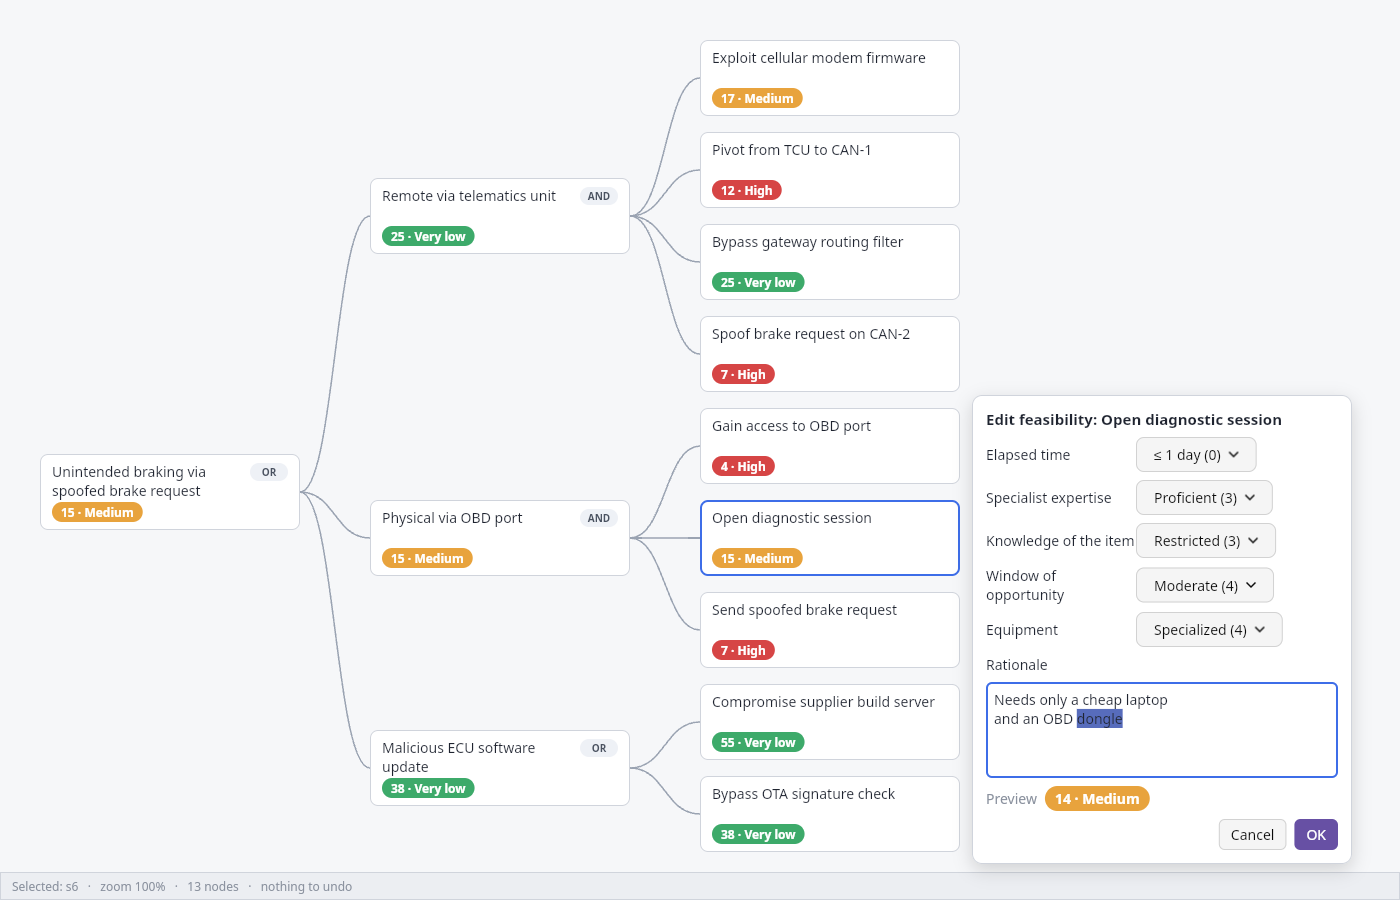 Exploit cellular modem firmware
17 · Medium
Pivot from TCU to CAN-1
12 · High
Remote via telematics unit
AND
25 · Very low
Bypass gateway routing filter
25 · Very low
Spoof brake request on CAN-2
7 · High
Gain access to OBD port
4 · High
Unintended braking via
spoofed brake request
OR
15 · Medium
Physical via OBD port
AND
15 · Medium
Open diagnostic session
15 · Medium
Send spoofed brake request
7 · High
Compromise supplier build server
55 · Very low
Malicious ECU software
update
OR
38 · Very low
Bypass OTA signature check
38 · Very low
Edit feasibility: Open diagnostic session
Elapsed time
≤ 1 day (0)
Specialist expertise
Proficient (3)
Knowledge of the item
Restricted (3)
Window of
opportunity
Moderate (4)
Equipment
Specialized (4)
Rationale
Needs only a cheap laptop
and an OBD dongle
Preview
14 · Medium
Cancel
OK
Selected: s6 · zoom 100% · 13 nodes · nothing to undo